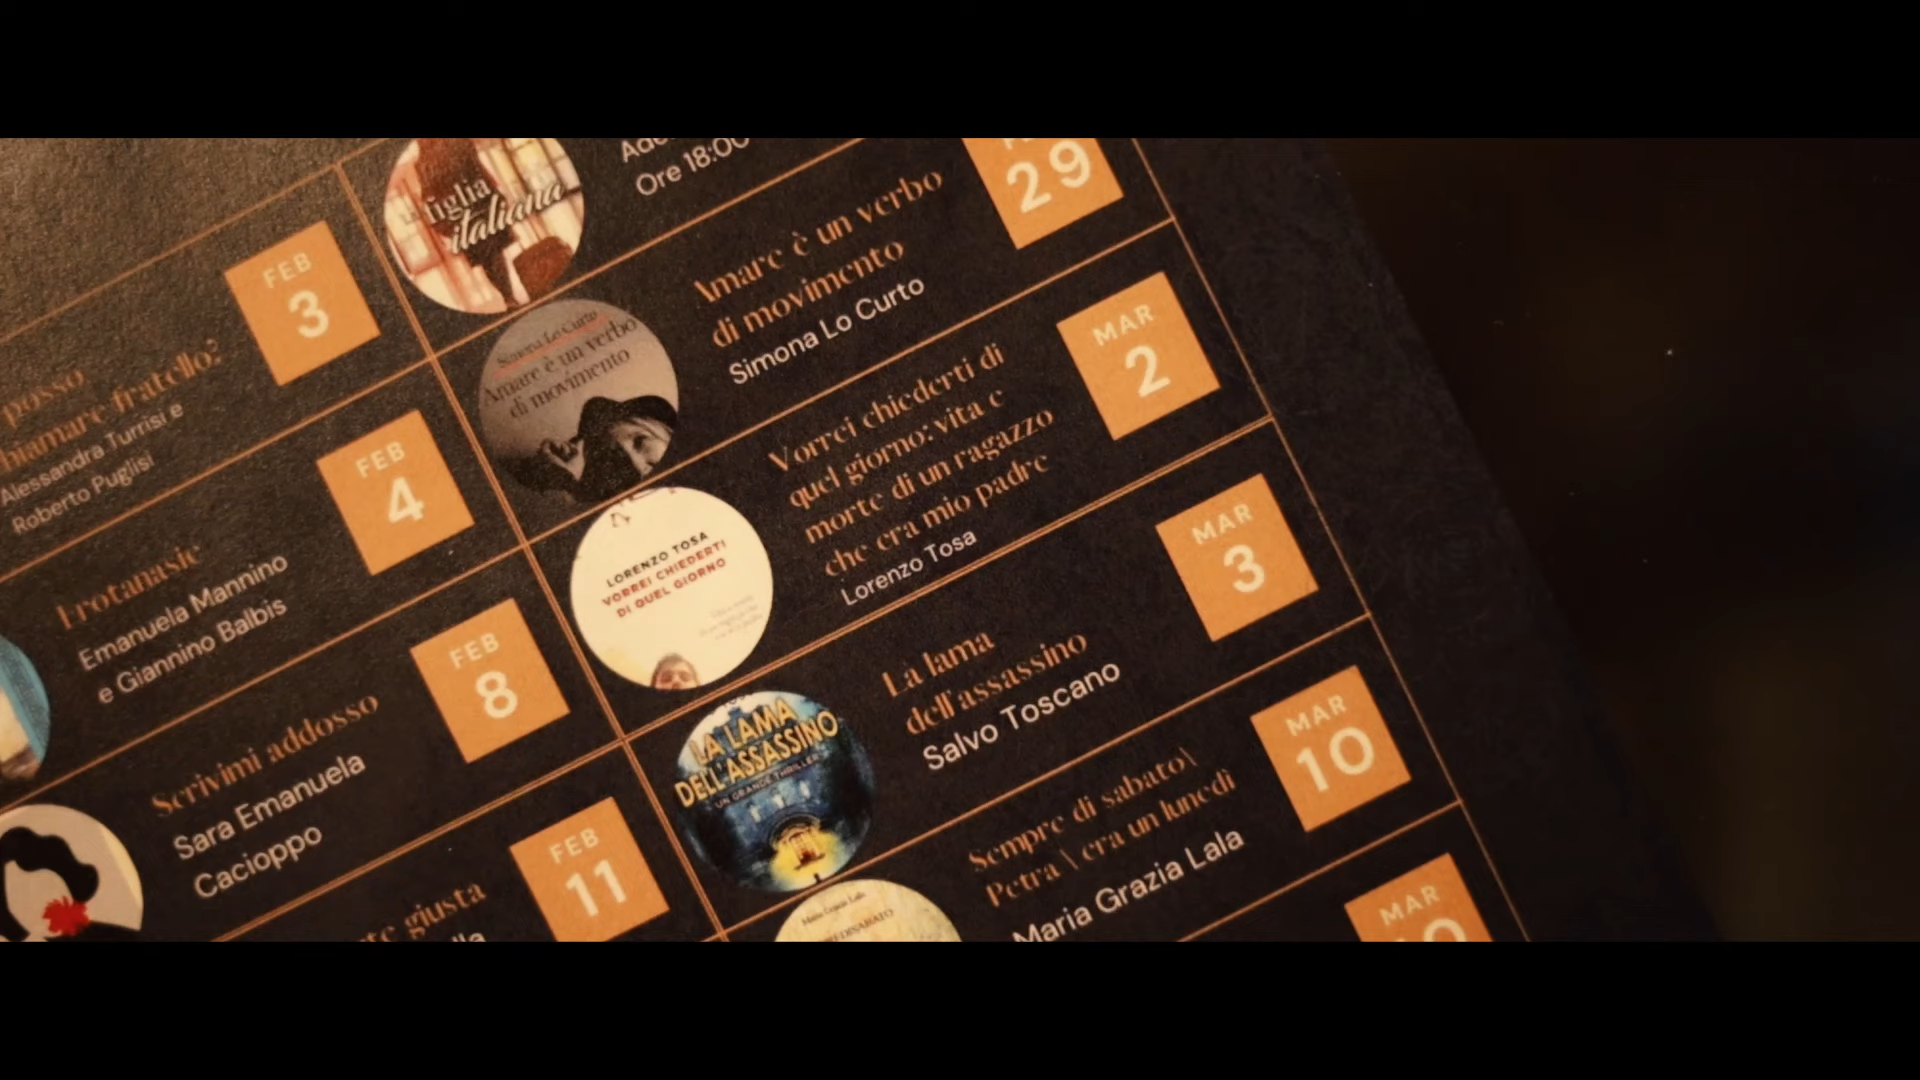 posso
chiamare fratello?
Alessandra Turrisi e
Roberto Puglisi
FEB
3
Erotanasie
Emanuela Mannino
e Giannino Balbis
FEB
4
Scrivimi addosso
Sara Emanuela
Cacioppo
FEB
8
giusta
FEB
11
figlia
italiana
Ore 18:00
Simona Lo Curto
Amare è un verbo
di movimento
Amare è un verbo
di movimento
Simona Lo Curto
29
LORENZO TOSA
VORREI CHIEDERTI
DI QUEL GIORNO
Vorrei chiederti di
quel giorno: vita e
morte di un ragazzo
che era mio padre
Lorenzo Tosa
MAR
2
LA LAMA
DELL'ASSASSINO
UN GRANDE THRILLER
La lama
dell'assassino
Salvo Toscano
MAR
3
Maria Grazia Lala
Sempre di sabato\
Petra \ era un lunedì
Maria Grazia Lala
MAR
10
MAR